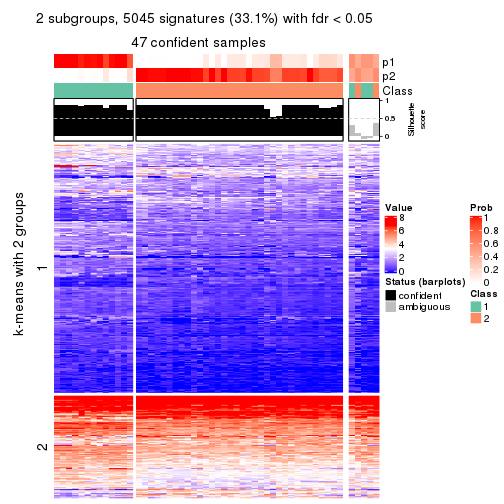 2 subgroups, 5045 signatures (33.1%) with fdr < 0.05
47 confident samples
p1
p2
Class
1
0.5
0
Silhouette
score
k-means with 2 groups
1
2
Value
8
6
4
2
0
Status (barplots)
confident
ambiguous
Prob
1
0.8
0.6
0.4
0.2
0
Class
1
2